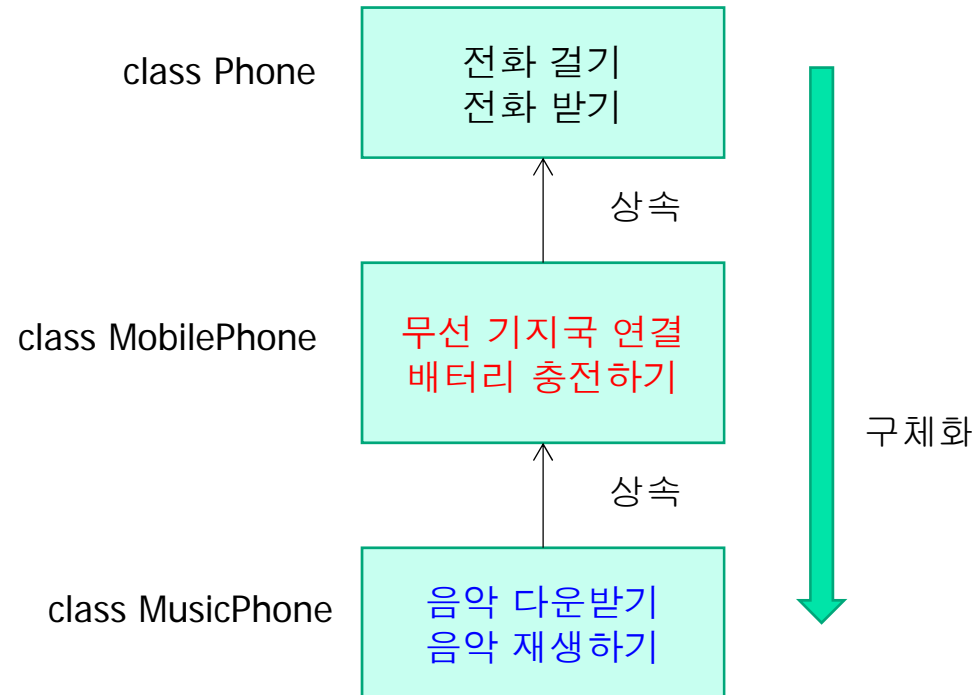 class Phone
전화 걸기
전화 받기
상속
class MobilePhone
무선 기지국 연결
배터리 충전하기
구체화
상속
class MusicPhone
음악 다운받기
음악 재생하기